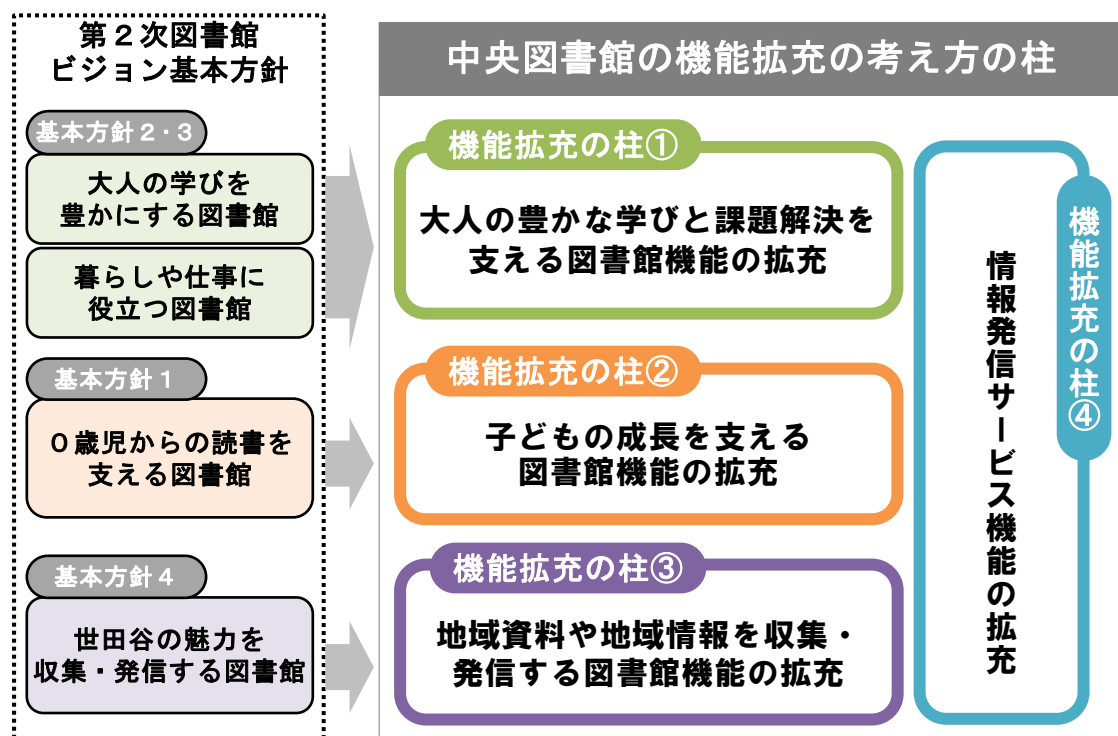 第２次図書館
ビジョン基本方針
基本方針２・３
大人の学びを
豊かにする図書館
暮らしや仕事に
役立つ図書館
基本方針１
０歳児からの読書を
支える図書館
基本方針４
世田谷の魅力を
収集・発信する図書館
中央図書館の機能拡充の考え方の柱
機能拡充の柱①
大人の豊かな学びと課題解決を
支える図書館機能の拡充
機能拡充の柱②
子どもの成長を支える
図書館機能の拡充
機能拡充の柱③
地域資料や地域情報を収集・
発信する図書館機能の拡充
機能拡充の柱④
情報発信サービス機能の拡充